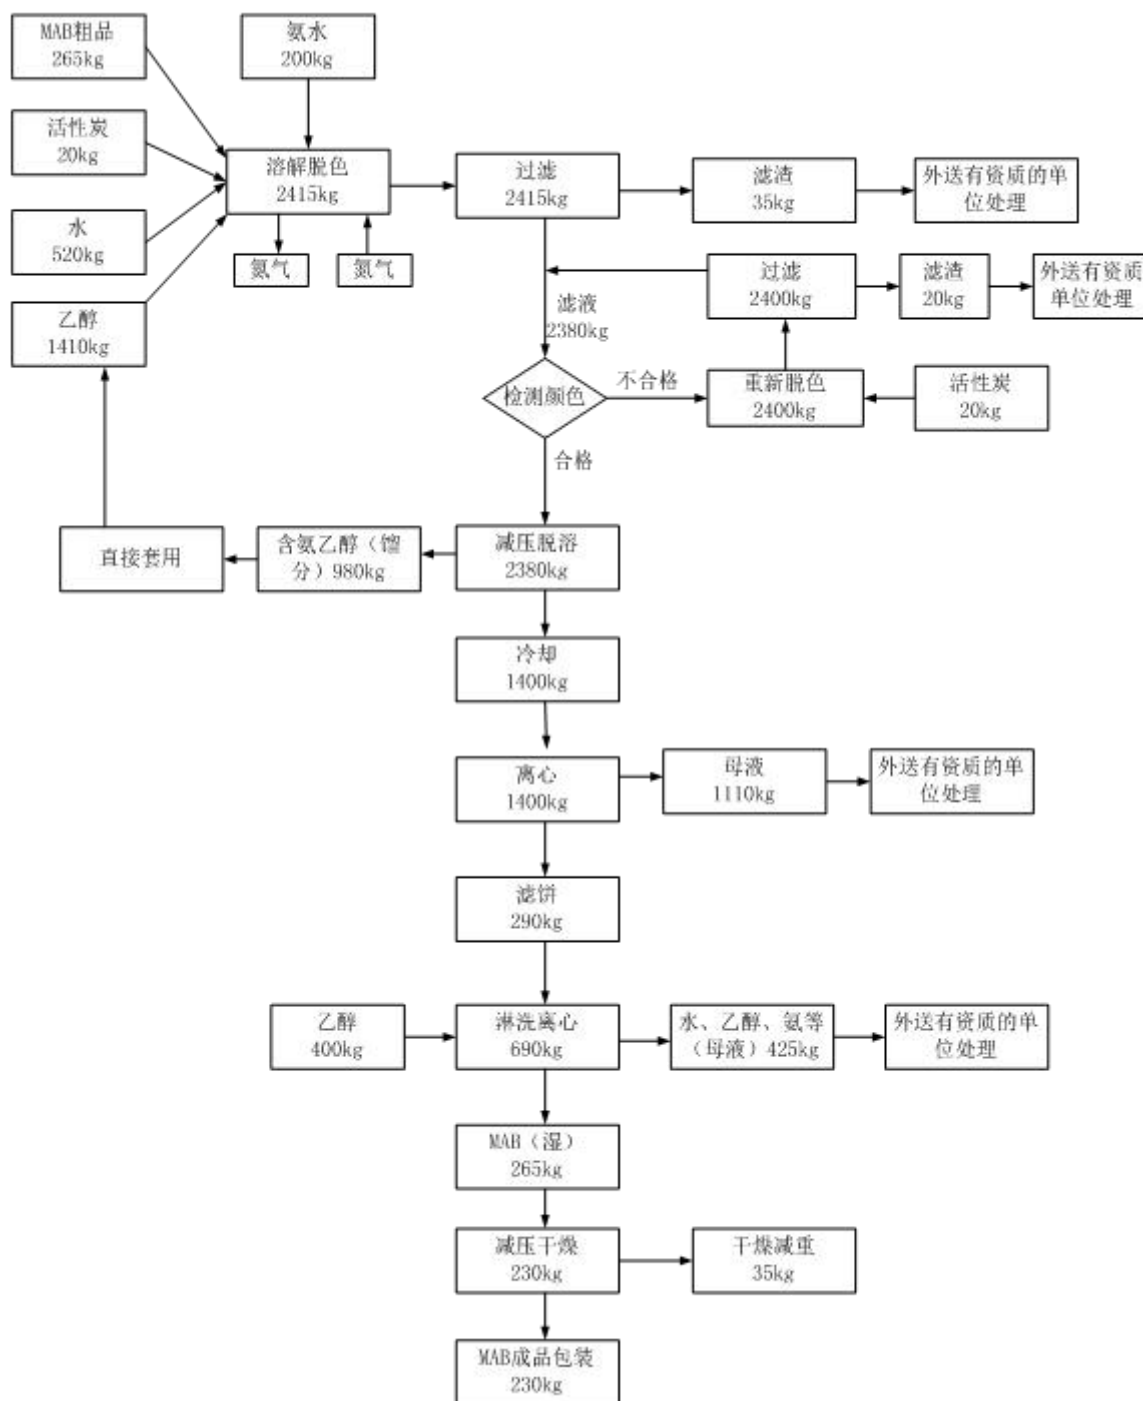 MAB粗品
265kg
氨水
200kg
活性炭
20kg
溶解脱色
2415kg
过滤
2415kg
滤渣
35kg
外送有资质的单
位处理
水
520kg
氮气
氮气
乙醇
1410kg
滤液
2380kg
过滤
2400kg
滤渣
20kg
外送有资质
单位处理
检测颜色
不合格
重新脱色
2400kg
活性炭
20kg
合格
直接套用
含氨乙醇（馏
分）980kg
减压脱溶
2380kg
冷却
1400kg
离心
1400kg
母液
1110kg
外送有资质的单
位处理
滤饼
290kg
乙醇
400kg
淋洗离心
690kg
水、乙醇、氨等
（母液）425kg
外送有资质的单
位处理
MAB（湿）
265kg
减压干燥
230kg
干燥减重
35kg
MAB成品包装
230kg